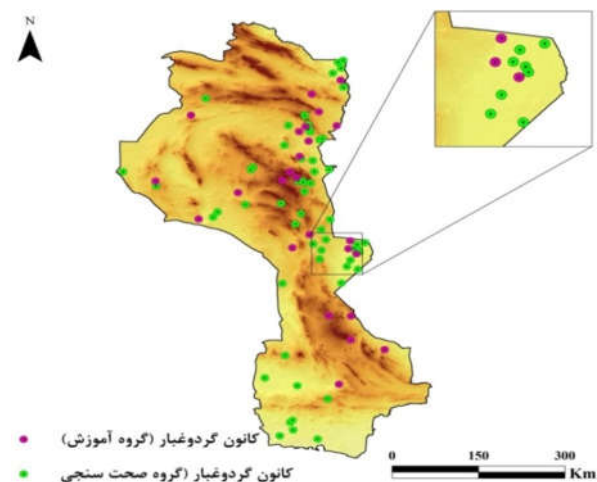 N
کانون گردوغبار (گروه آموزش)
کانون گردوغبار (گروه صحت سنجی
0 150 300
Km